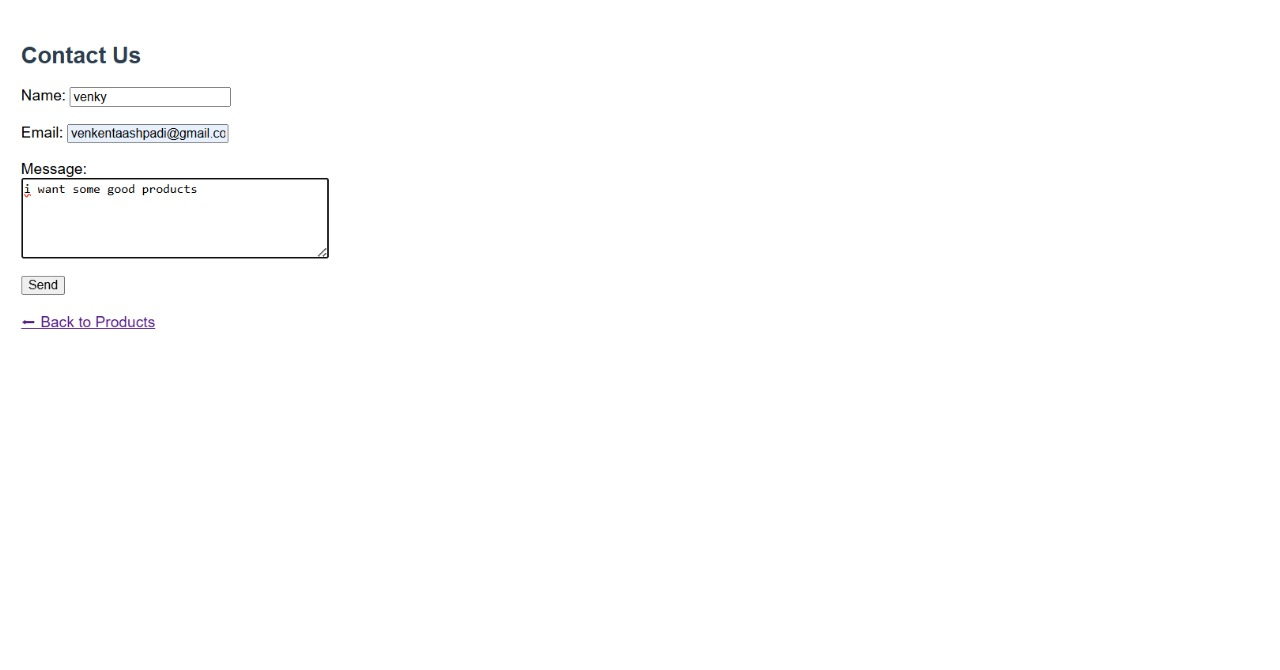 Contact Us
Name: venky
Email: venkentaashpadi@gmail.co
Message:
i want some good products
Send
← Back to Products